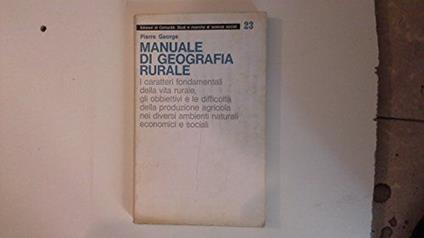 Edizioni di Comunità. Studi e ricerche di scienze sociali 23
Pierre George
MANUALE
DI GEOGRAFIA
RURALE
I caratteri fondamentali
della vita rurale,
gli obbiettivi e le difficoltà
della produzione agricola
nei diversi ambienti naturali
economici e sociali